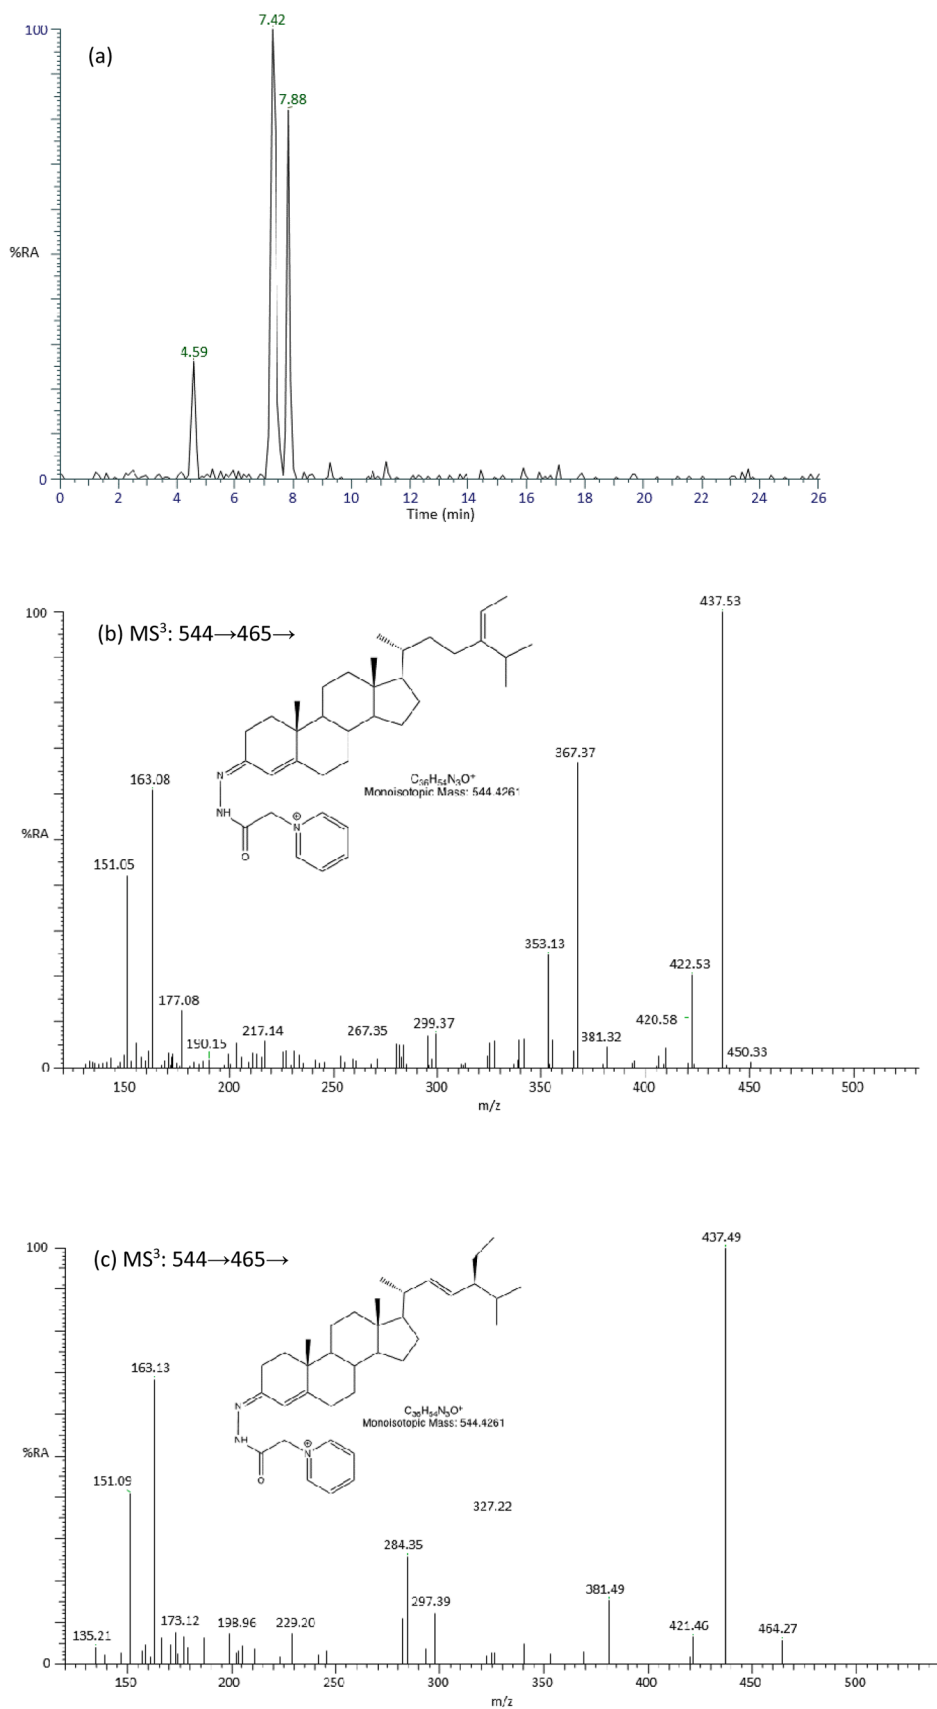 (a)
100
7.42
7.88
%RA
4.59
0
0 2 4 6 8 10 12 14 16 18 20 22 24 26
Time (min)
(b) MS³: 544→465→
100
437.53
367.37
163.08
N
NH
O
N
⊕
C₃₆H₅₄N₃O⁺
Monoisotopic Mass: 544.4261
%RA
151.05
353.13
422.53
177.08
190.15
217.14
267.35
299.37
381.32
420.58
450.33
0
150 200 250 300 350 400 450 500
m/z
(c) MS³: 544→465→
100
437.49
163.13
N
NH
O
N
⊕
C₃₆H₅₄N₃O⁺
Monoisotopic Mass: 544.4261
%RA
151.09
327.22
284.35
297.39
381.49
135.21
173.12
198.96
229.20
421.46
464.27
0
150 200 250 300 350 400 450 500
m/z